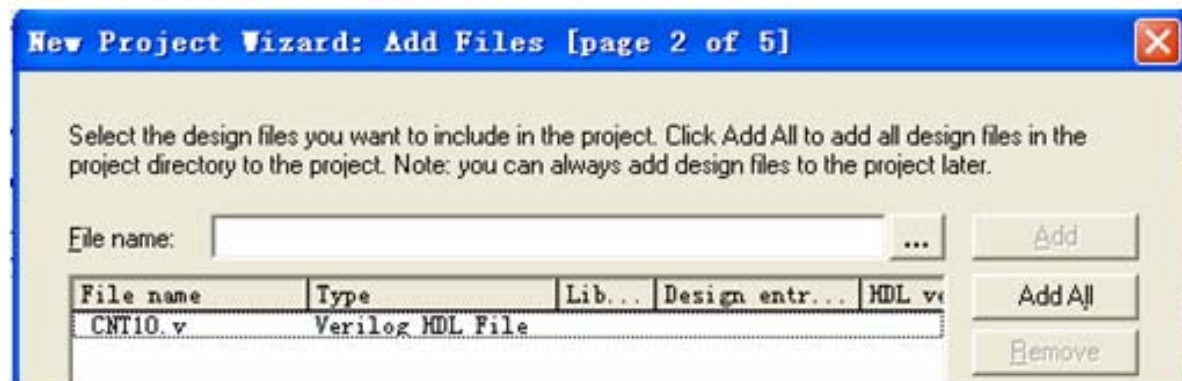 New Project Wizard: Add Files [page 2 of 5]
Select the design files you want to include in the project. Click Add All to add all design files in the
project directory to the project. Note: you can always add design files to the project later.
File name: ... Add
File name Type Lib... Design entr... HDL ve Add All
CNT10.v Verilog HDL File
Remove